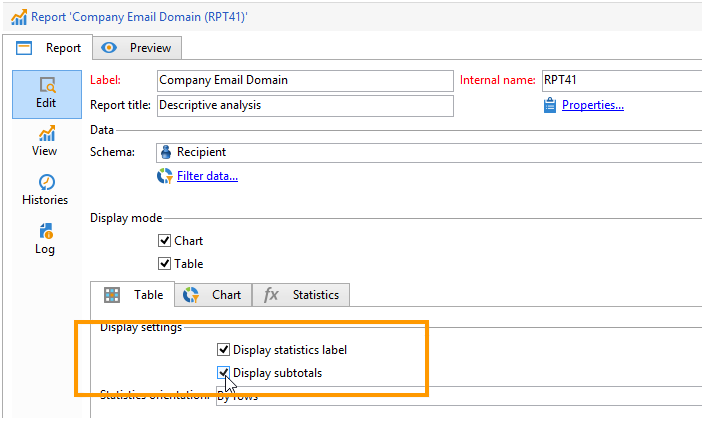 Report 'Company Email Domain (RPT41)'
Report Preview
Edit
View
Histories
Log
Label: Company Email Domain Internal name: RPT41
Report title: Descriptive analysis Properties...
Data
Schema: Recipient
Filter data...
Display mode
Chart
Table
Table Chart fx Statistics
Display settings
Display statistics label
Display subtotals
Statistics orientation: By rows